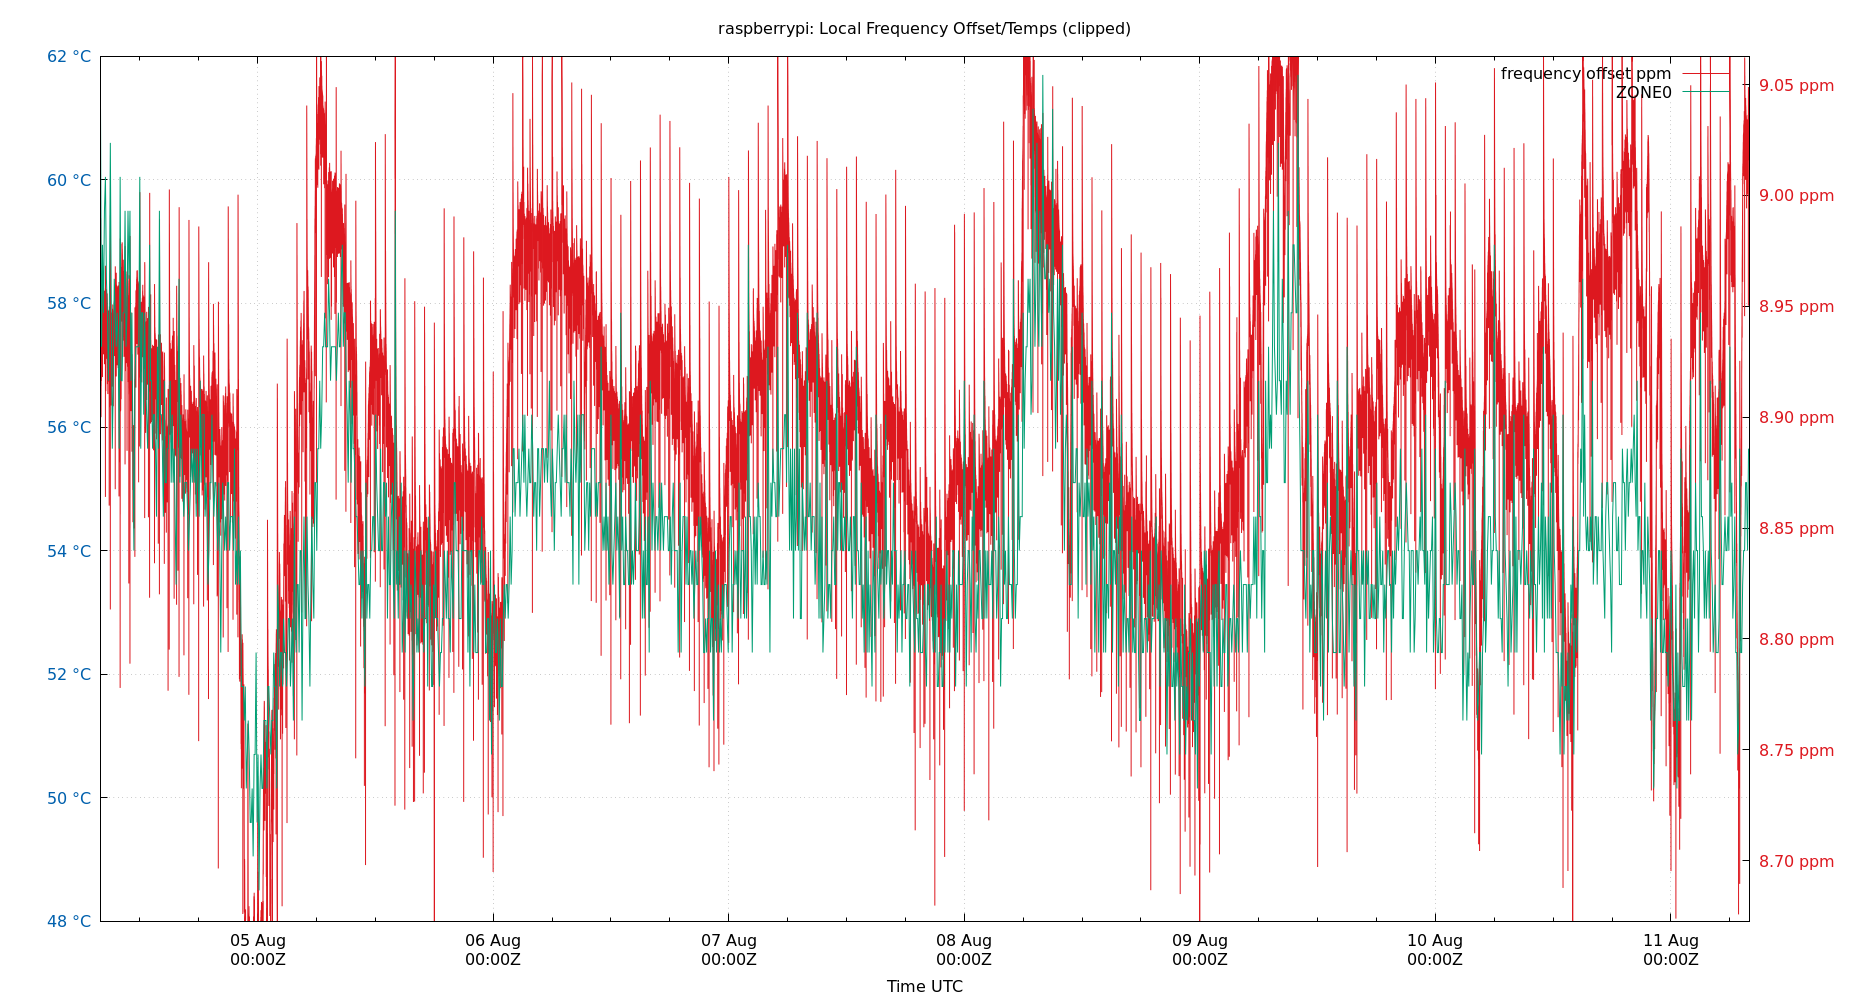 raspberrypi: Local Frequency Offset/Temps (clipped)
62 °C
60 °C
58 °C
56 °C
54 °C
52 °C
50 °C
48 °C
frequency offset ppm
ZONE0
9.05 ppm
9.00 ppm
8.95 ppm
8.90 ppm
8.85 ppm
8.80 ppm
8.75 ppm
8.70 ppm
05 Aug
00:00Z
06 Aug
00:00Z
07 Aug
00:00Z
08 Aug
00:00Z
09 Aug
00:00Z
10 Aug
00:00Z
11 Aug
00:00Z
Time UTC